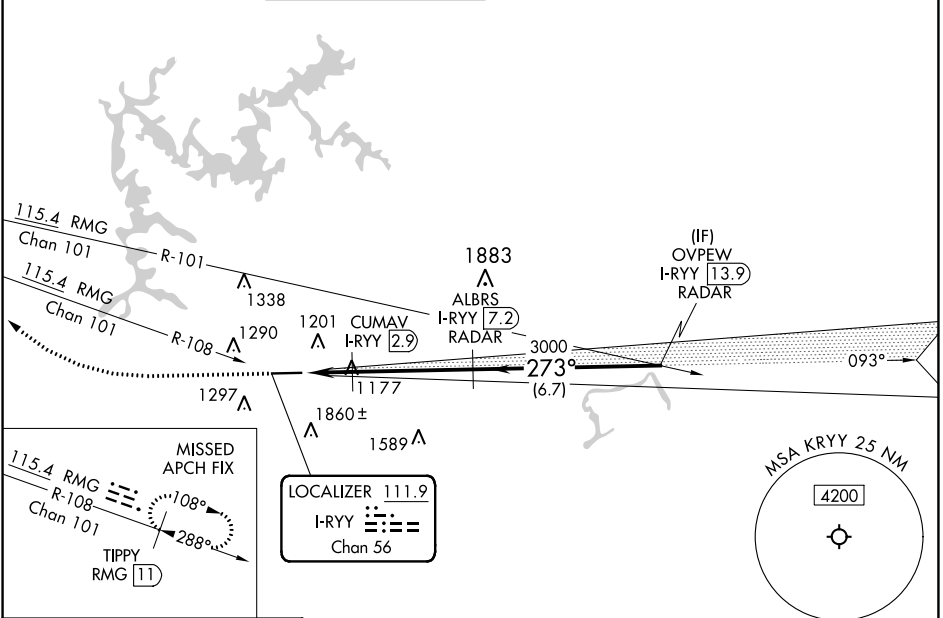 115.4 RMG
Chan 101
R-101
115.4 RMG
Chan 101
R-108
1338
1290
1297
1201
CUMAV
I-RYY 2.9
1177
1883
ALBRS
I-RYY 7.2
RADAR
(IF)
OVPEW
I-RYY 13.9
RADAR
3000
273°
(6.7)
093°
1860±
1589
LOCALIZER 111.9
I-RYY
Chan 56
MISSED
APCH FIX
115.4 RMG
R-108
Chan 101
108°
288°
TIPPY
RMG 11
MSA KRYY 25 NM
4200